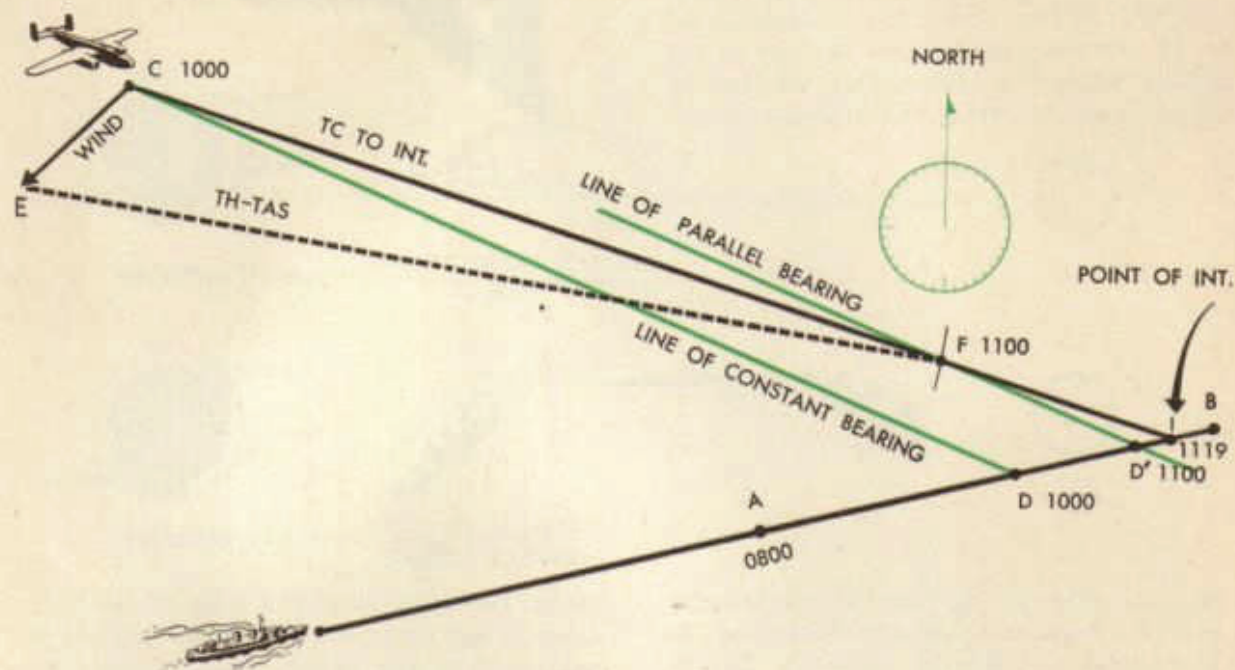 NORTH
C 1000
WIND
TC TO INT.
E
TH-TAS
LINE OF PARALLEL BEARING
POINT OF INT.
LINE OF CONSTANT BEARING
F 1100
B
I
1119
D' 1100
D 1000
A
0800